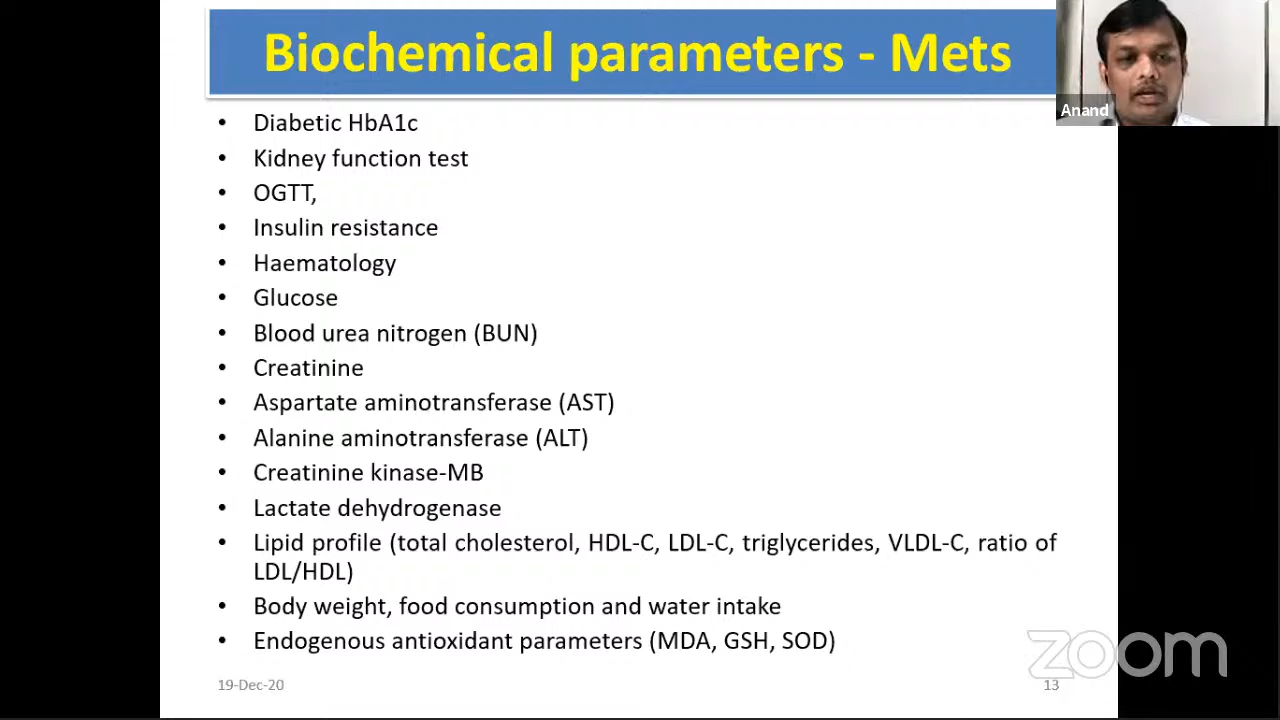 Biochemical parameters - Mets
Anand
• Diabetic HbA1c
• Kidney function test
• OGTT,
• Insulin resistance
• Haematology
• Glucose
• Blood urea nitrogen (BUN)
• Creatinine
• Aspartate aminotransferase (AST)
• Alanine aminotransferase (ALT)
• Creatinine kinase-MB
• Lactate dehydrogenase
• Lipid profile (total cholesterol, HDL-C, LDL-C, triglycerides, VLDL-C, ratio of
LDL/HDL)
• Body weight, food consumption and water intake
• Endogenous antioxidant parameters (MDA, GSH, SOD)
zoom
19-Dec-20
13